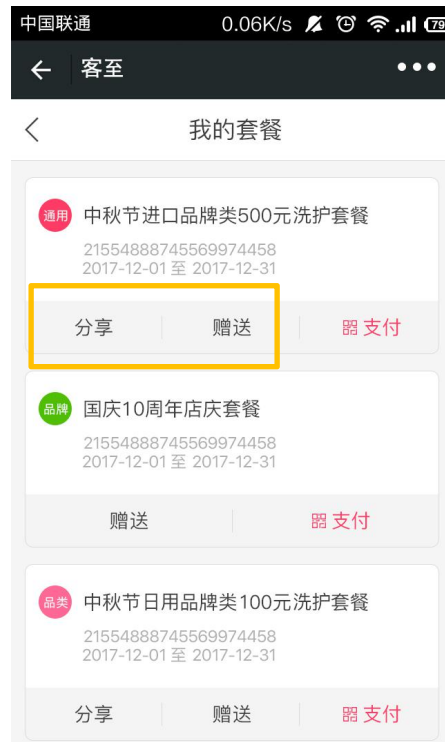 中国联通 0.06K/s 79
客至
我的套餐
通用 中秋节进口品牌类500元洗护套餐
21554888745569974458
2017-12-01 至 2017-12-31
分享 赠送 支付
品牌 国庆10周年店庆套餐
21554888745569974458
2017-12-01 至 2017-12-31
赠送 支付
品类 中秋节日用品牌类100元洗护套餐
21554888745569974458
2017-12-01 至 2017-12-31
分享 赠送 支付